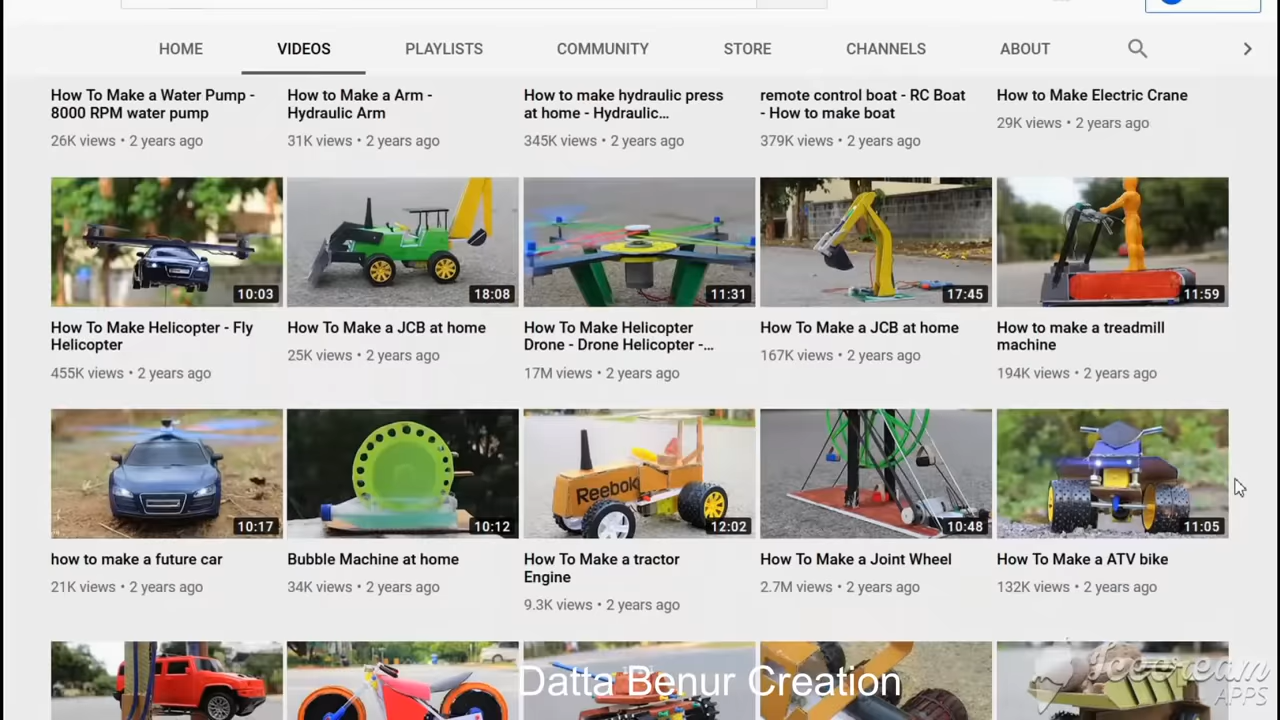 HOME VIDEOS PLAYLISTS COMMUNITY STORE CHANNELS ABOUT
How To Make a Water Pump -
8000 RPM water pump
26K views • 2 years ago
How to Make a Arm -
Hydraulic Arm
31K views • 2 years ago
How to make hydraulic press
at home - Hydraulic...
345K views • 2 years ago
remote control boat - RC Boat
- How to make boat
379K views • 2 years ago
How to Make Electric Crane
29K views • 2 years ago
10:03
How To Make Helicopter - Fly
Helicopter
455K views • 2 years ago
18:08
How To Make a JCB at home
25K views • 2 years ago
11:31
How To Make Helicopter
Drone - Drone Helicopter -...
17M views • 2 years ago
17:45
How To Make a JCB at home
167K views • 2 years ago
11:59
How to make a treadmill
machine
194K views • 2 years ago
10:17
how to make a future car
21K views • 2 years ago
10:12
Bubble Machine at home
34K views • 2 years ago
Reebok
12:02
How To Make a tractor
Engine
9.3K views • 2 years ago
10:48
How To Make a Joint Wheel
2.7M views • 2 years ago
11:05
How To Make a ATV bike
132K views • 2 years ago
Datta Benur Creation
Icecream
APPS